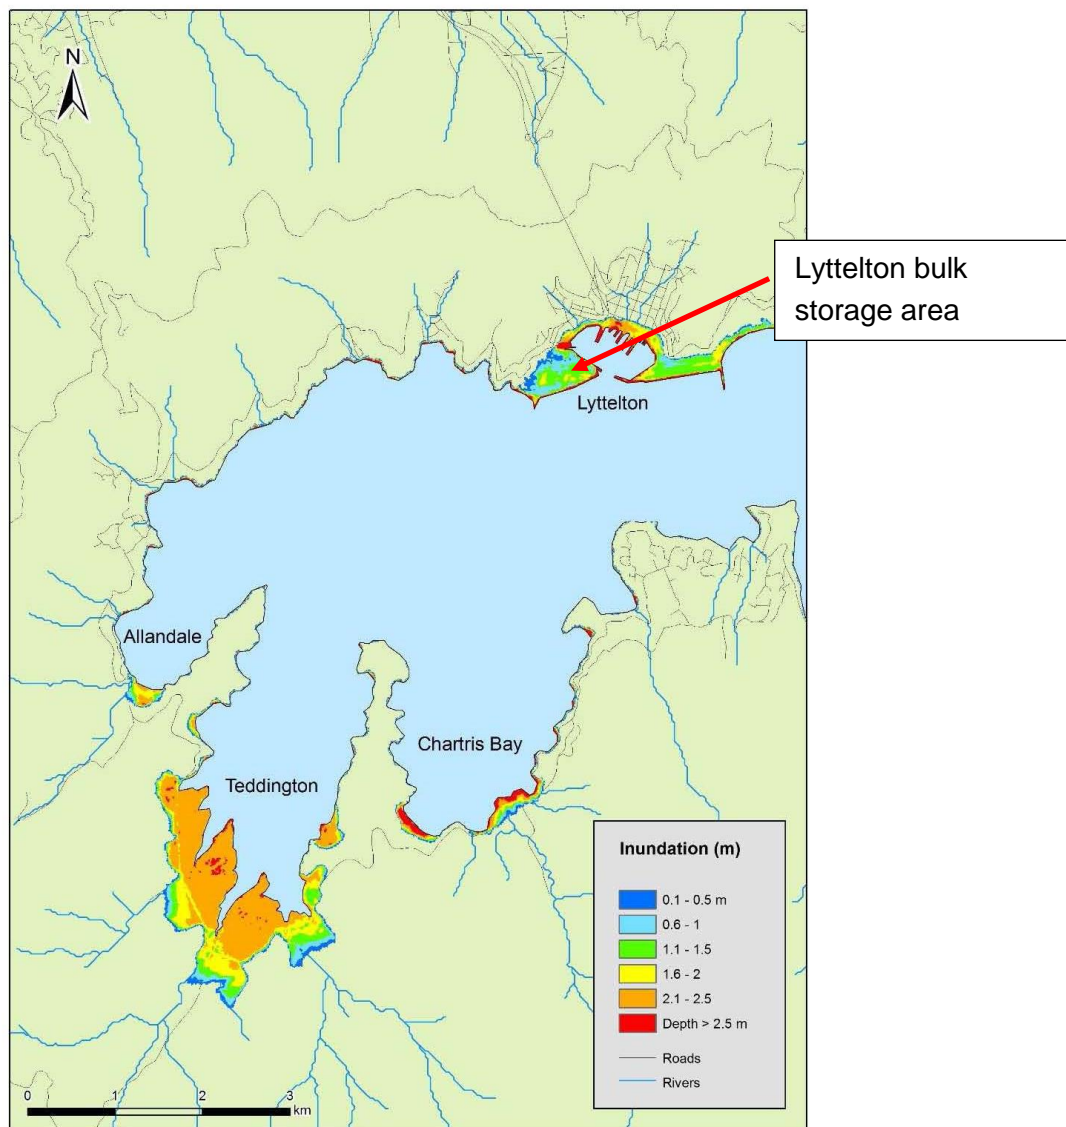 N
Lyttelton bulk
storage area
Lyttelton
Allandale
Chartris Bay
Teddington
Inundation (m)
0.1 - 0.5 m
0.6 - 1
1.1 - 1.5
1.6 - 2
2.1 - 2.5
Depth > 2.5 m
Roads
Rivers
0 1 2 3
km